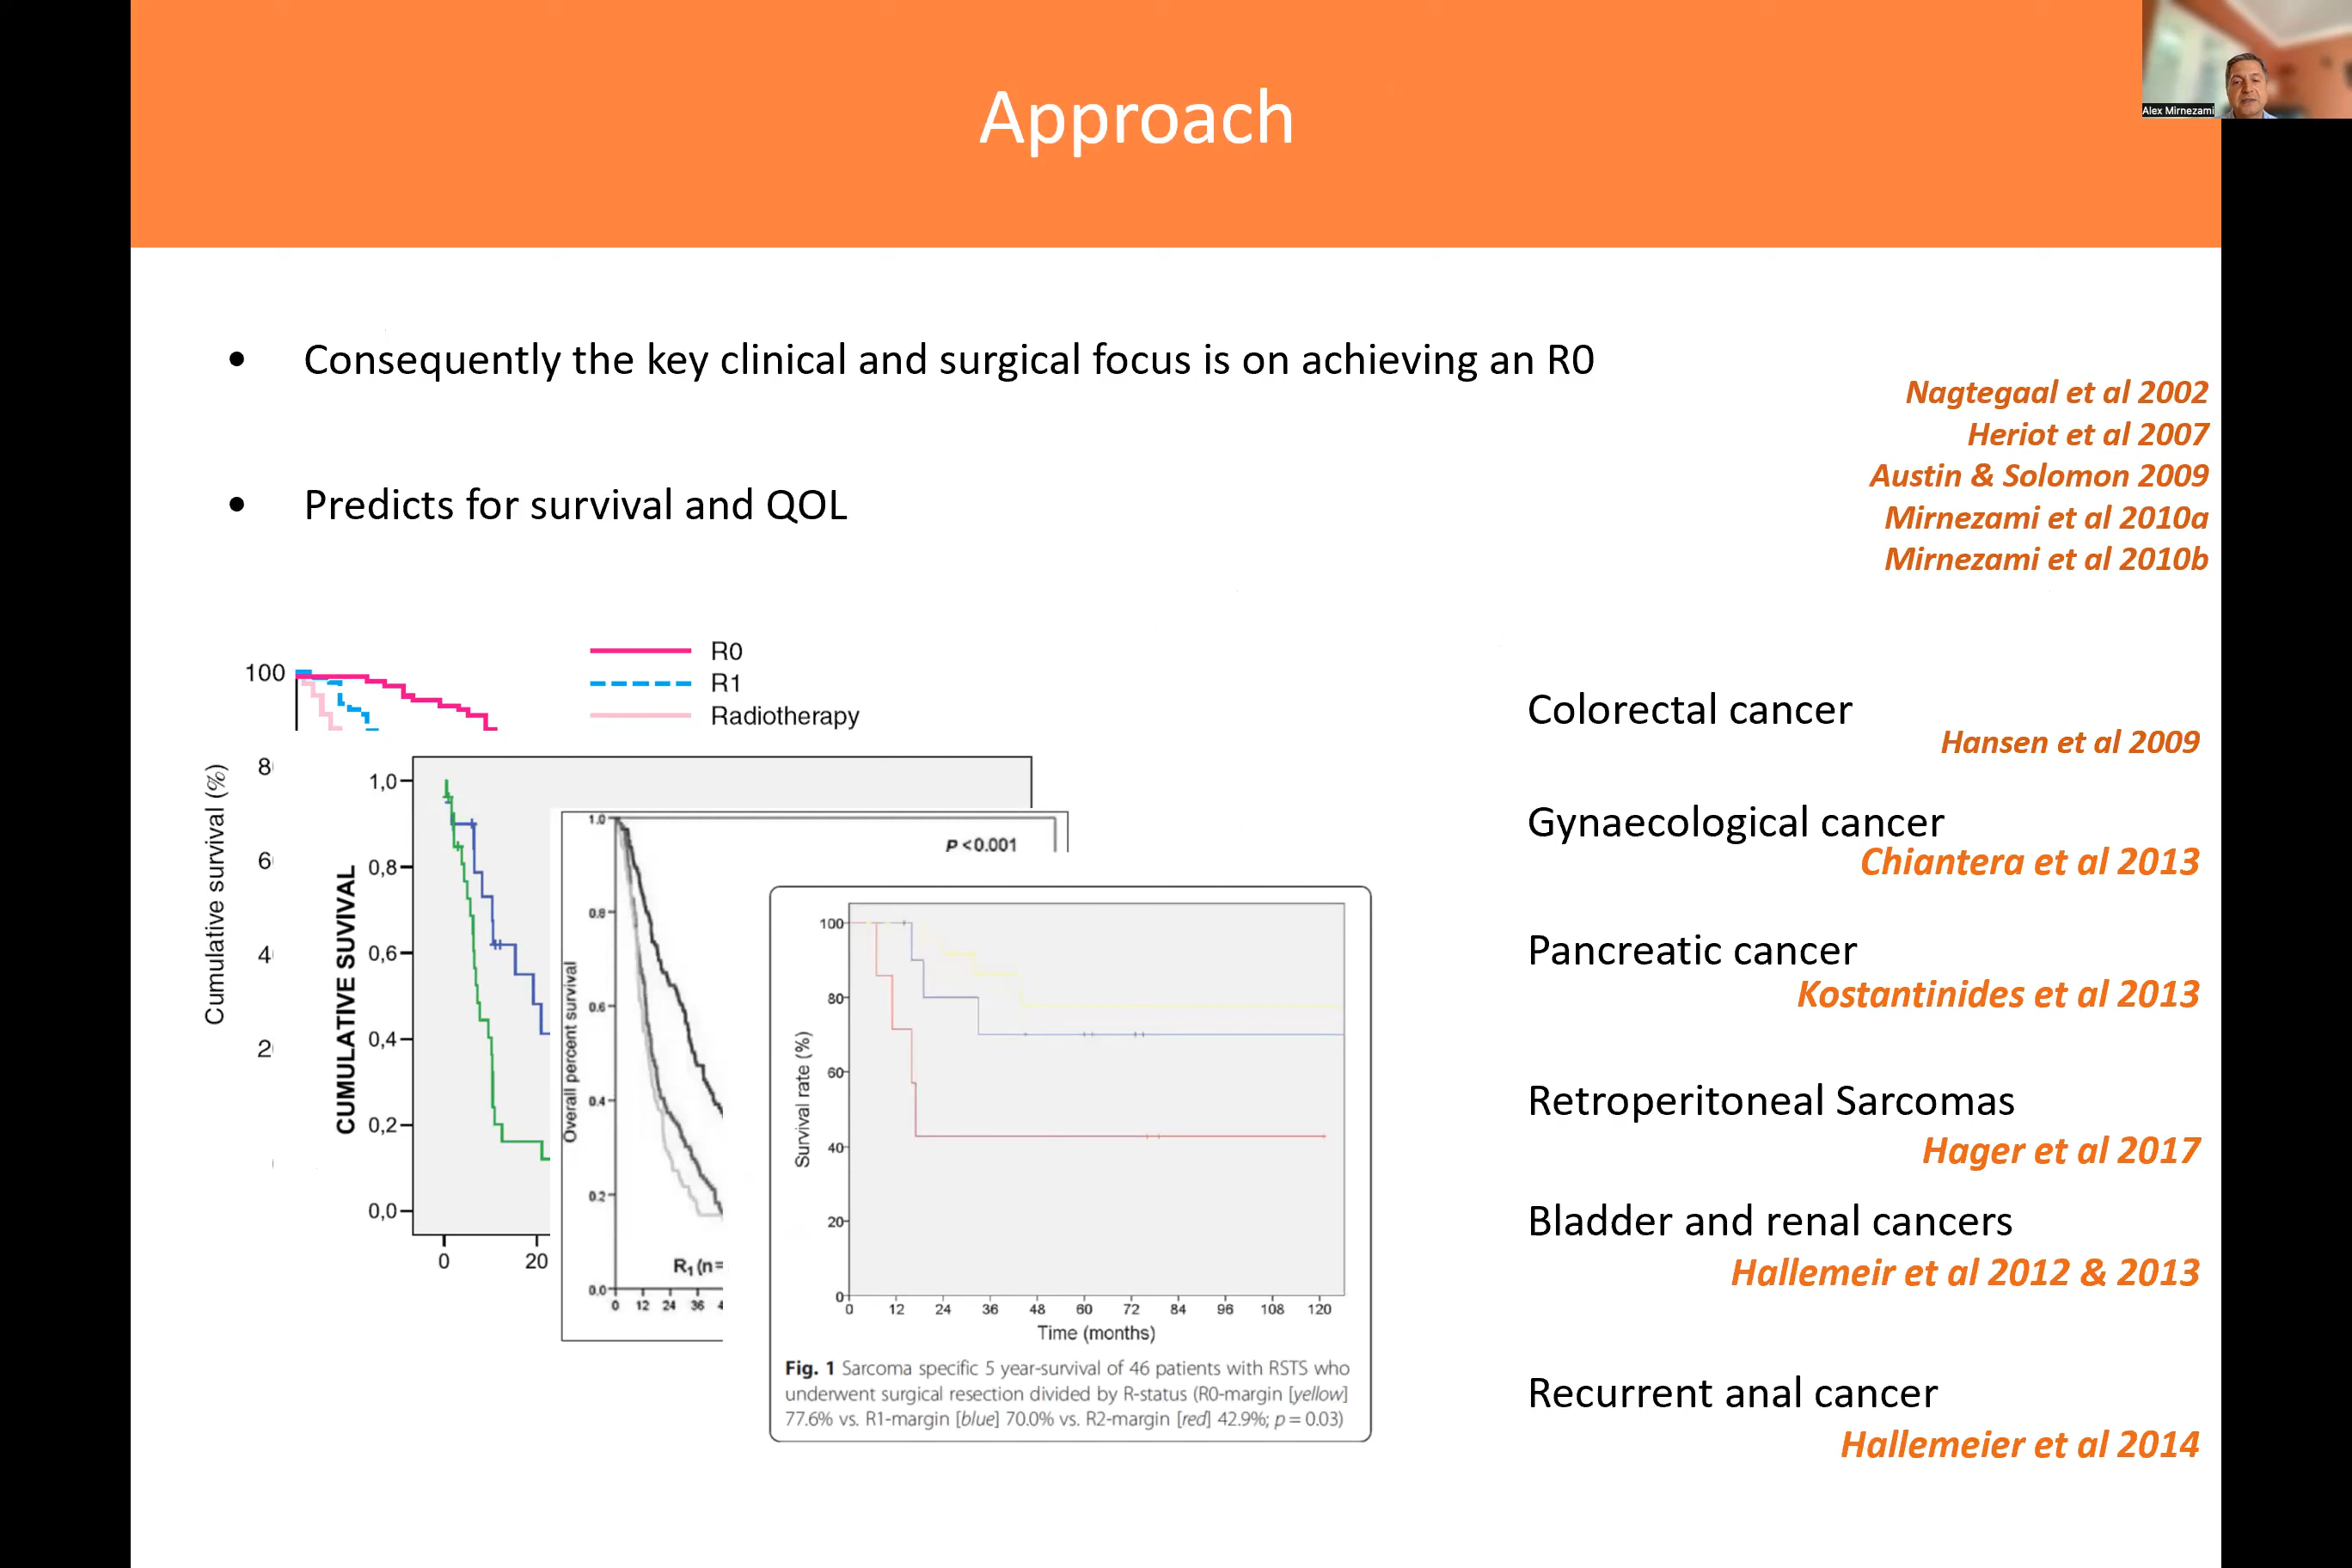 Approach
Alex Mirnezami
• Consequently the key clinical and surgical focus is on achieving an R0
Nagtegaal et al 2002
Heriot et al 2007
Austin & Solomon 2009
Mirnezami et al 2010a
Mirnezami et al 2010b
• Predicts for survival and QOL
R0
R1
Radiotherapy
100
8
6
4
2
Cumulative survival (%)
1,0
0,8
0,6
0,4
0,2
0,0
CUMULATIVE SUVIVAL
0 20
1.0
0.8
0.6
0.4
0.2
0.0
Overall percent survival
P <0.001
R1 (n=
0 12 24 36
100
80
60
40
20
0
Survival rate (%)
0 12 24 36 48 60 72 84 96 108 120
Time (months)
Fig. 1 Sarcoma specific 5 year-survival of 46 patients with RSTS who
underwent surgical resection divided by R-status (R0-margin [yellow]
77.6% vs. R1-margin [blue] 70.0% vs. R2-margin [red] 42.9%; p = 0.03)
Colorectal cancer
Hansen et al 2009
Gynaecological cancer
Chiantera et al 2013
Pancreatic cancer
Kostantinides et al 2013
Retroperitoneal Sarcomas
Hager et al 2017
Bladder and renal cancers
Hallemeir et al 2012 & 2013
Recurrent anal cancer
Hallemeier et al 2014